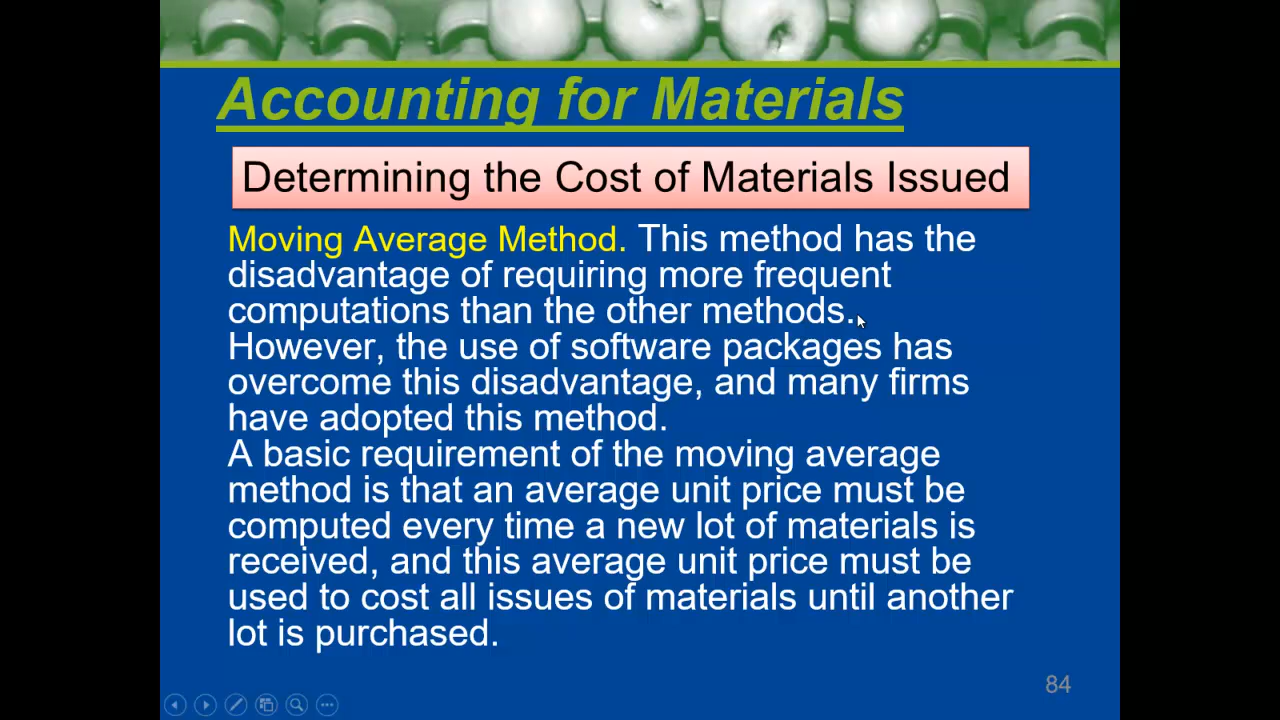 Accounting for Materials
Determining the Cost of Materials Issued
Moving Average Method. This method has the
disadvantage of requiring more frequent
computations than the other methods.
However, the use of software packages has
overcome this disadvantage, and many firms
have adopted this method.
A basic requirement of the moving average
method is that an average unit price must be
computed every time a new lot of materials is
received, and this average unit price must be
used to cost all issues of materials until another
lot is purchased.
84